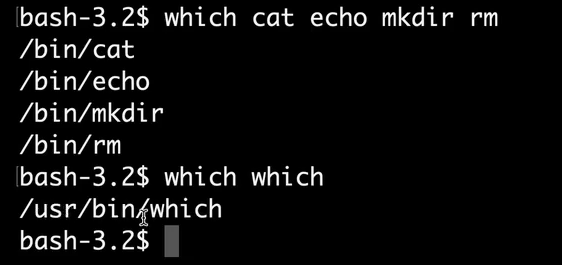 bash-3.2$ which cat echo mkdir rm
/bin/cat
/bin/echo
/bin/mkdir
/bin/rm
bash-3.2$ which which
/usr/bin/which
bash-3.2$